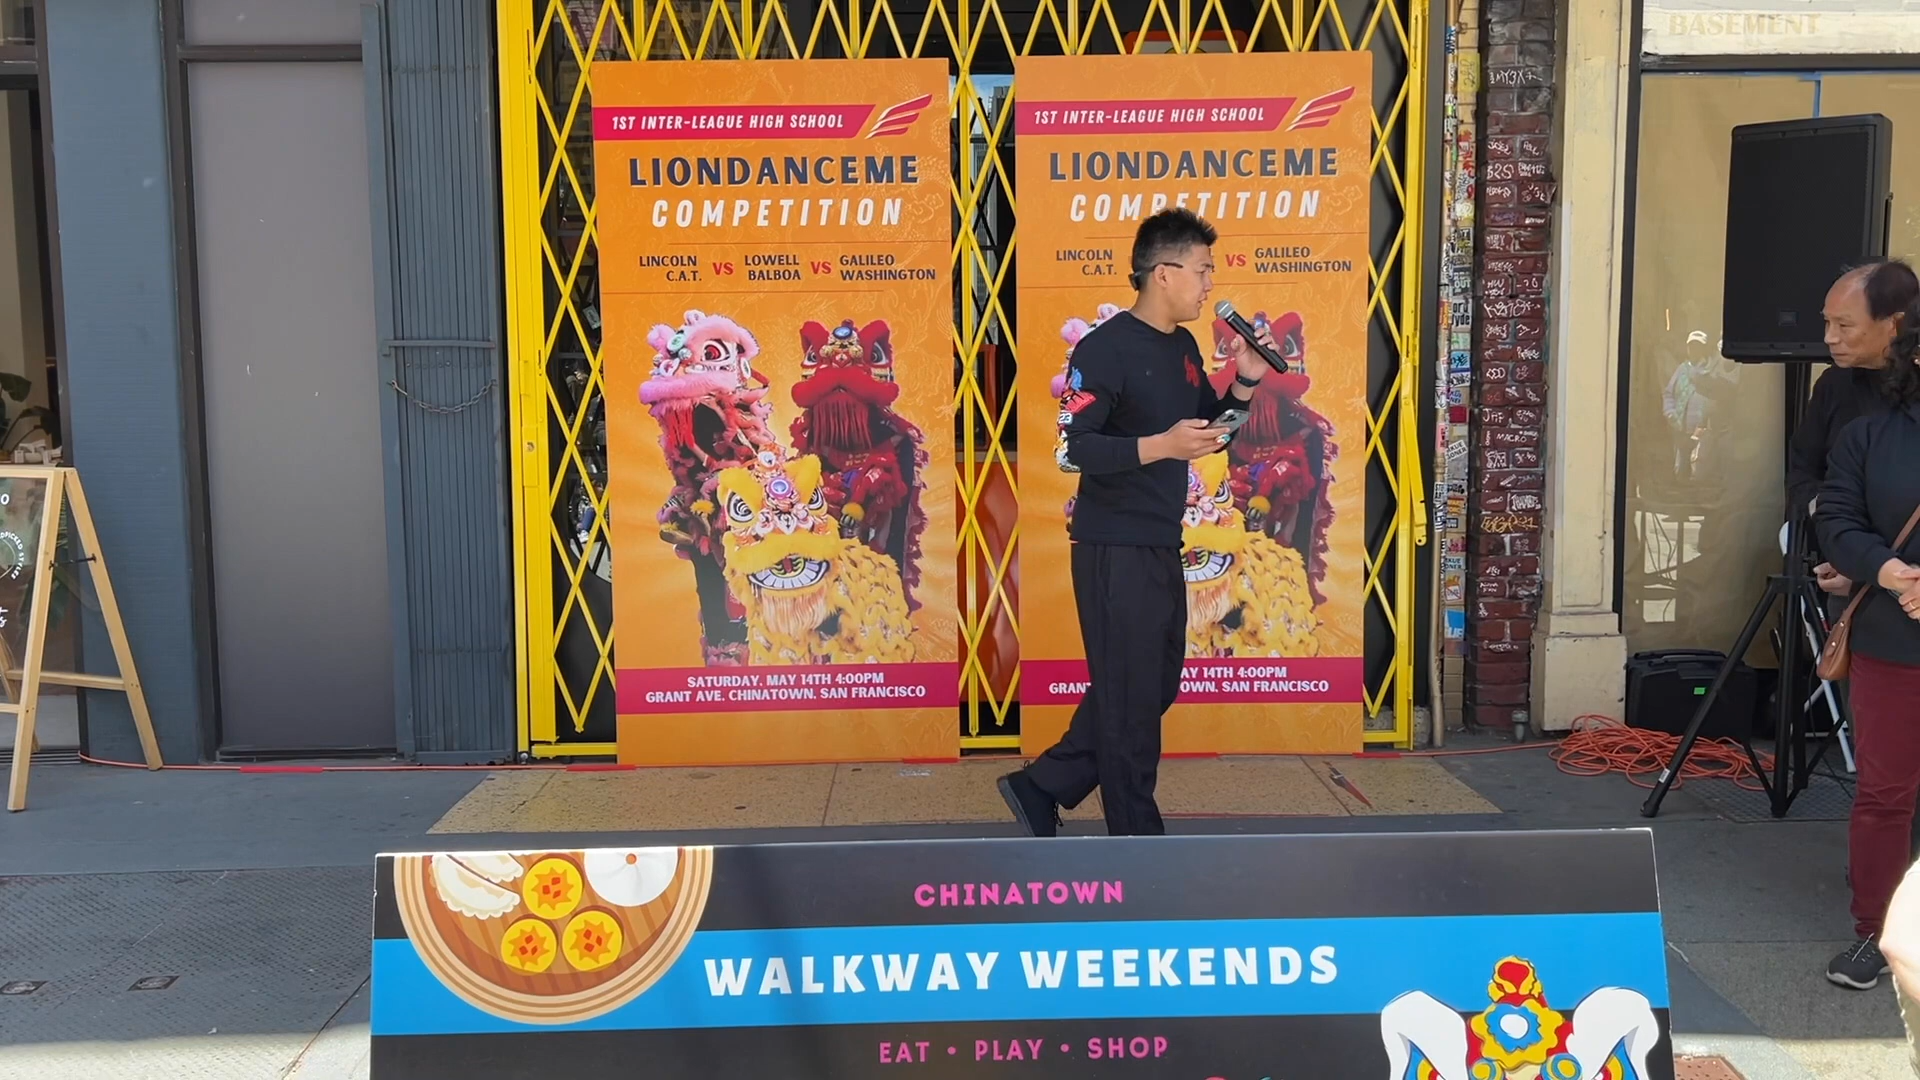 BASEMENT
1ST INTER-LEAGUE HIGH SCHOOL
LIONDANCEME
COMPETITION
LINCOLN C.A.T. VS LOWELL BALBOA VS GALILEO WASHINGTON
SATURDAY, MAY 14TH 4:00PM
GRANT AVE. CHINATOWN. SAN FRANCISCO
1ST INTER-LEAGUE HIGH SCHOOL
LIONDANCEME
COMPETITION
LINCOLN C.A.T. VS GALILEO WASHINGTON
AY 14TH 4:00PM
GRAN OWN. SAN FRANCISCO
CHINATOWN
WALKWAY WEEKENDS
EAT • PLAY • SHOP